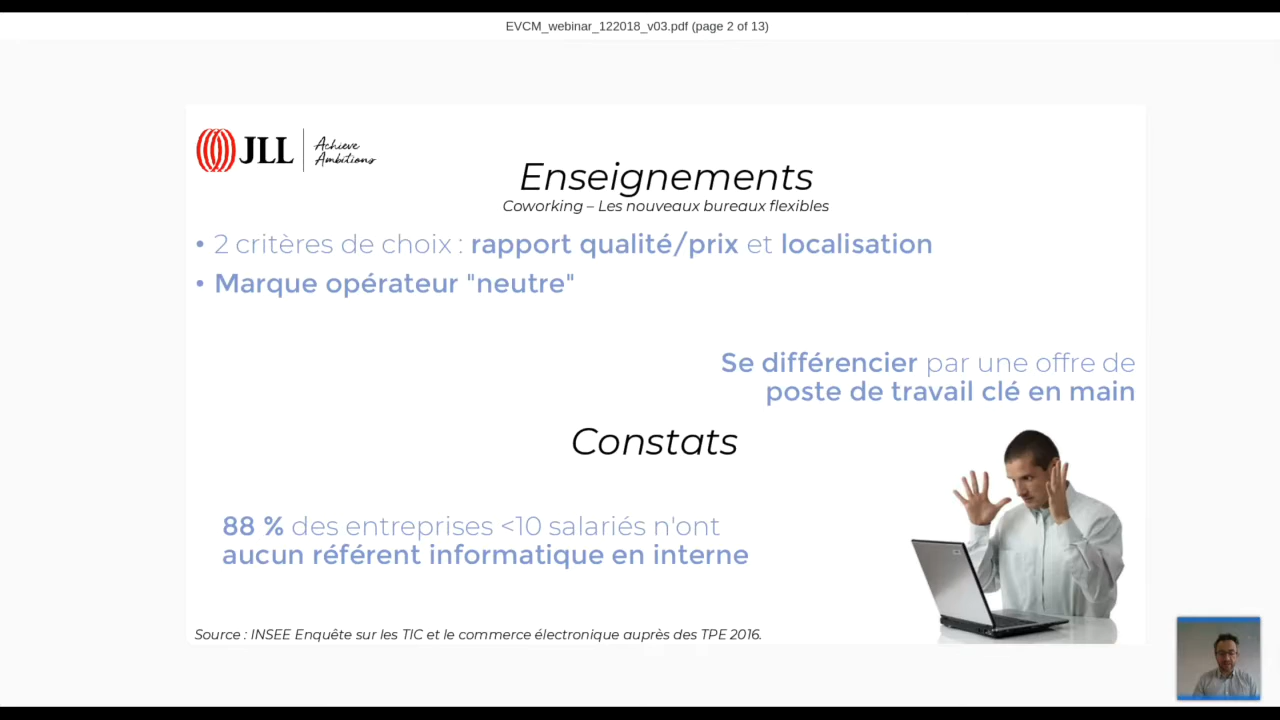 EVCM_webinar_122018_v03.pdf (page 2 of 13)
JLL
Achieve
Ambitions
Enseignements
Coworking – Les nouveaux bureaux flexibles
• 2 critères de choix : rapport qualité/prix et localisation
• Marque opérateur "neutre"
Se différencier par une offre de
poste de travail clé en main
Constats
88 % des entreprises <10 salariés n'ont
aucun référent informatique en interne
Source : INSEE Enquête sur les TIC et le commerce électronique auprès des TPE 2016.